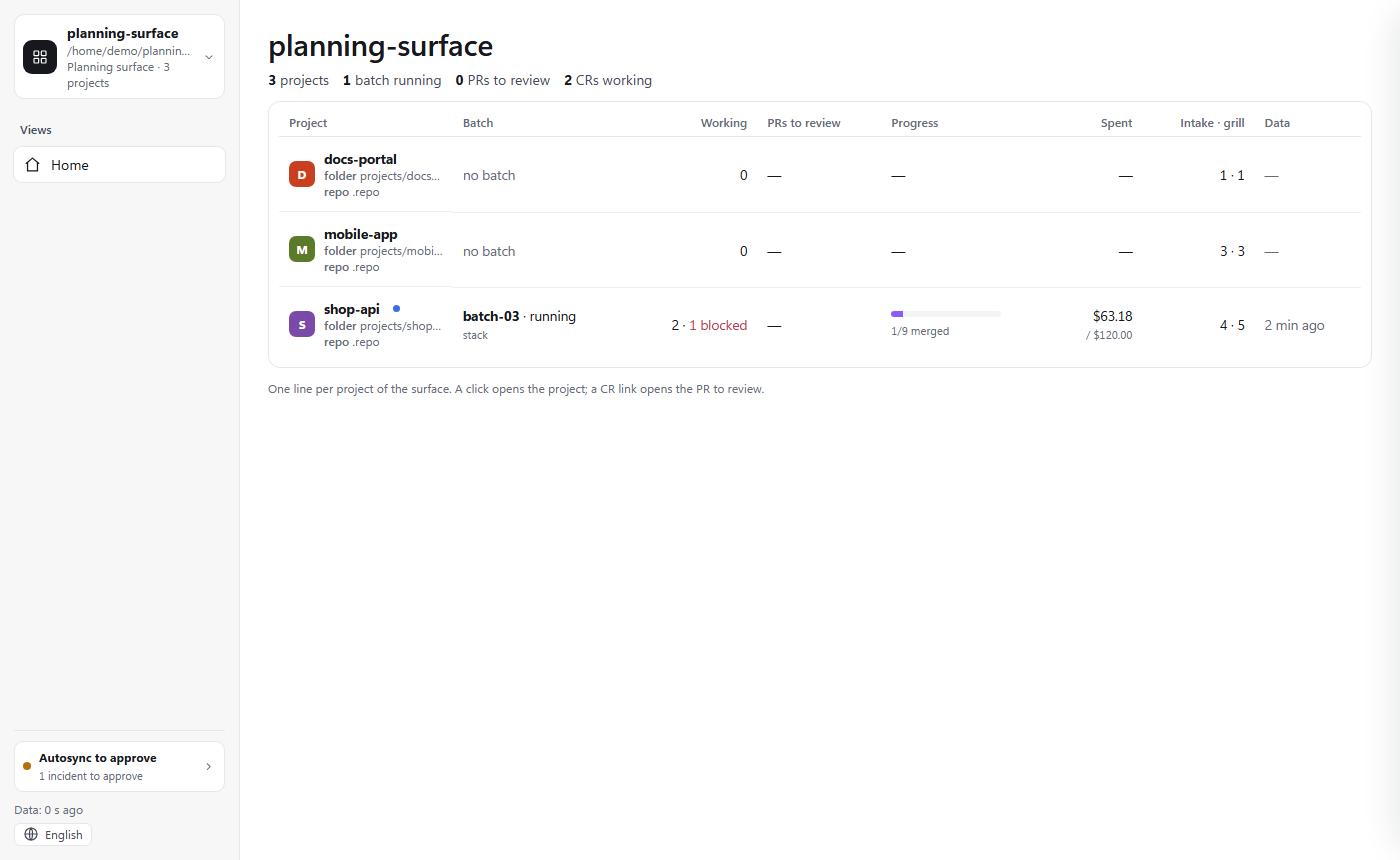 planning-surface
/home/demo/plannin...
Planning surface · 3
projects
Views
Home
Autosync to approve
1 incident to approve
Data: 0 s ago
English
planning-surface
3 projects 1 batch running 0 PRs to review 2 CRs working
Project Batch Working PRs to review Progress Spent Intake · grill Data
D docs-portal
folder projects/docs...
repo .repo
no batch 0 — — — 1 · 1 —
M mobile-app
folder projects/mobi...
repo .repo
no batch 0 — — — 3 · 3 —
S shop-api
folder projects/shop...
repo .repo
batch-03 · running
stack
2 · 1 blocked — 
1/9 merged
$63.18
/ $120.00
4 · 5 2 min ago
One line per project of the surface. A click opens the project; a CR link opens the PR to review.